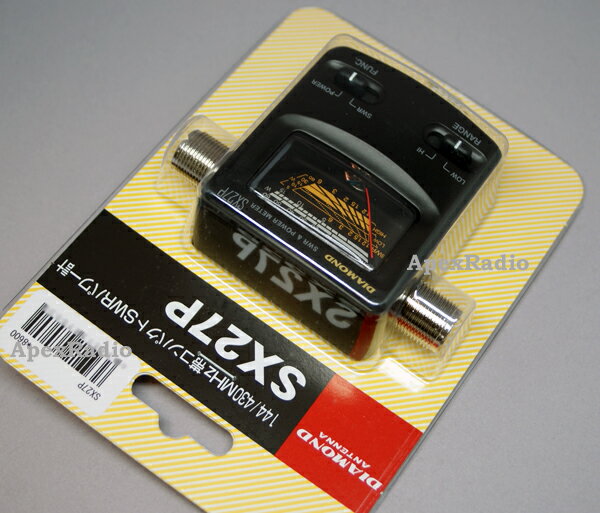 FUNC.
POWER
SWR
RANGE
HI
LOW
SX27P
SWR & POWER METER
DIAMOND
SX27P
ApexRadio
144/430MHz帯コンパクトSWRパワー計
SX27P
DIAMOND
ANTENNA
ApexRadio
SX27P